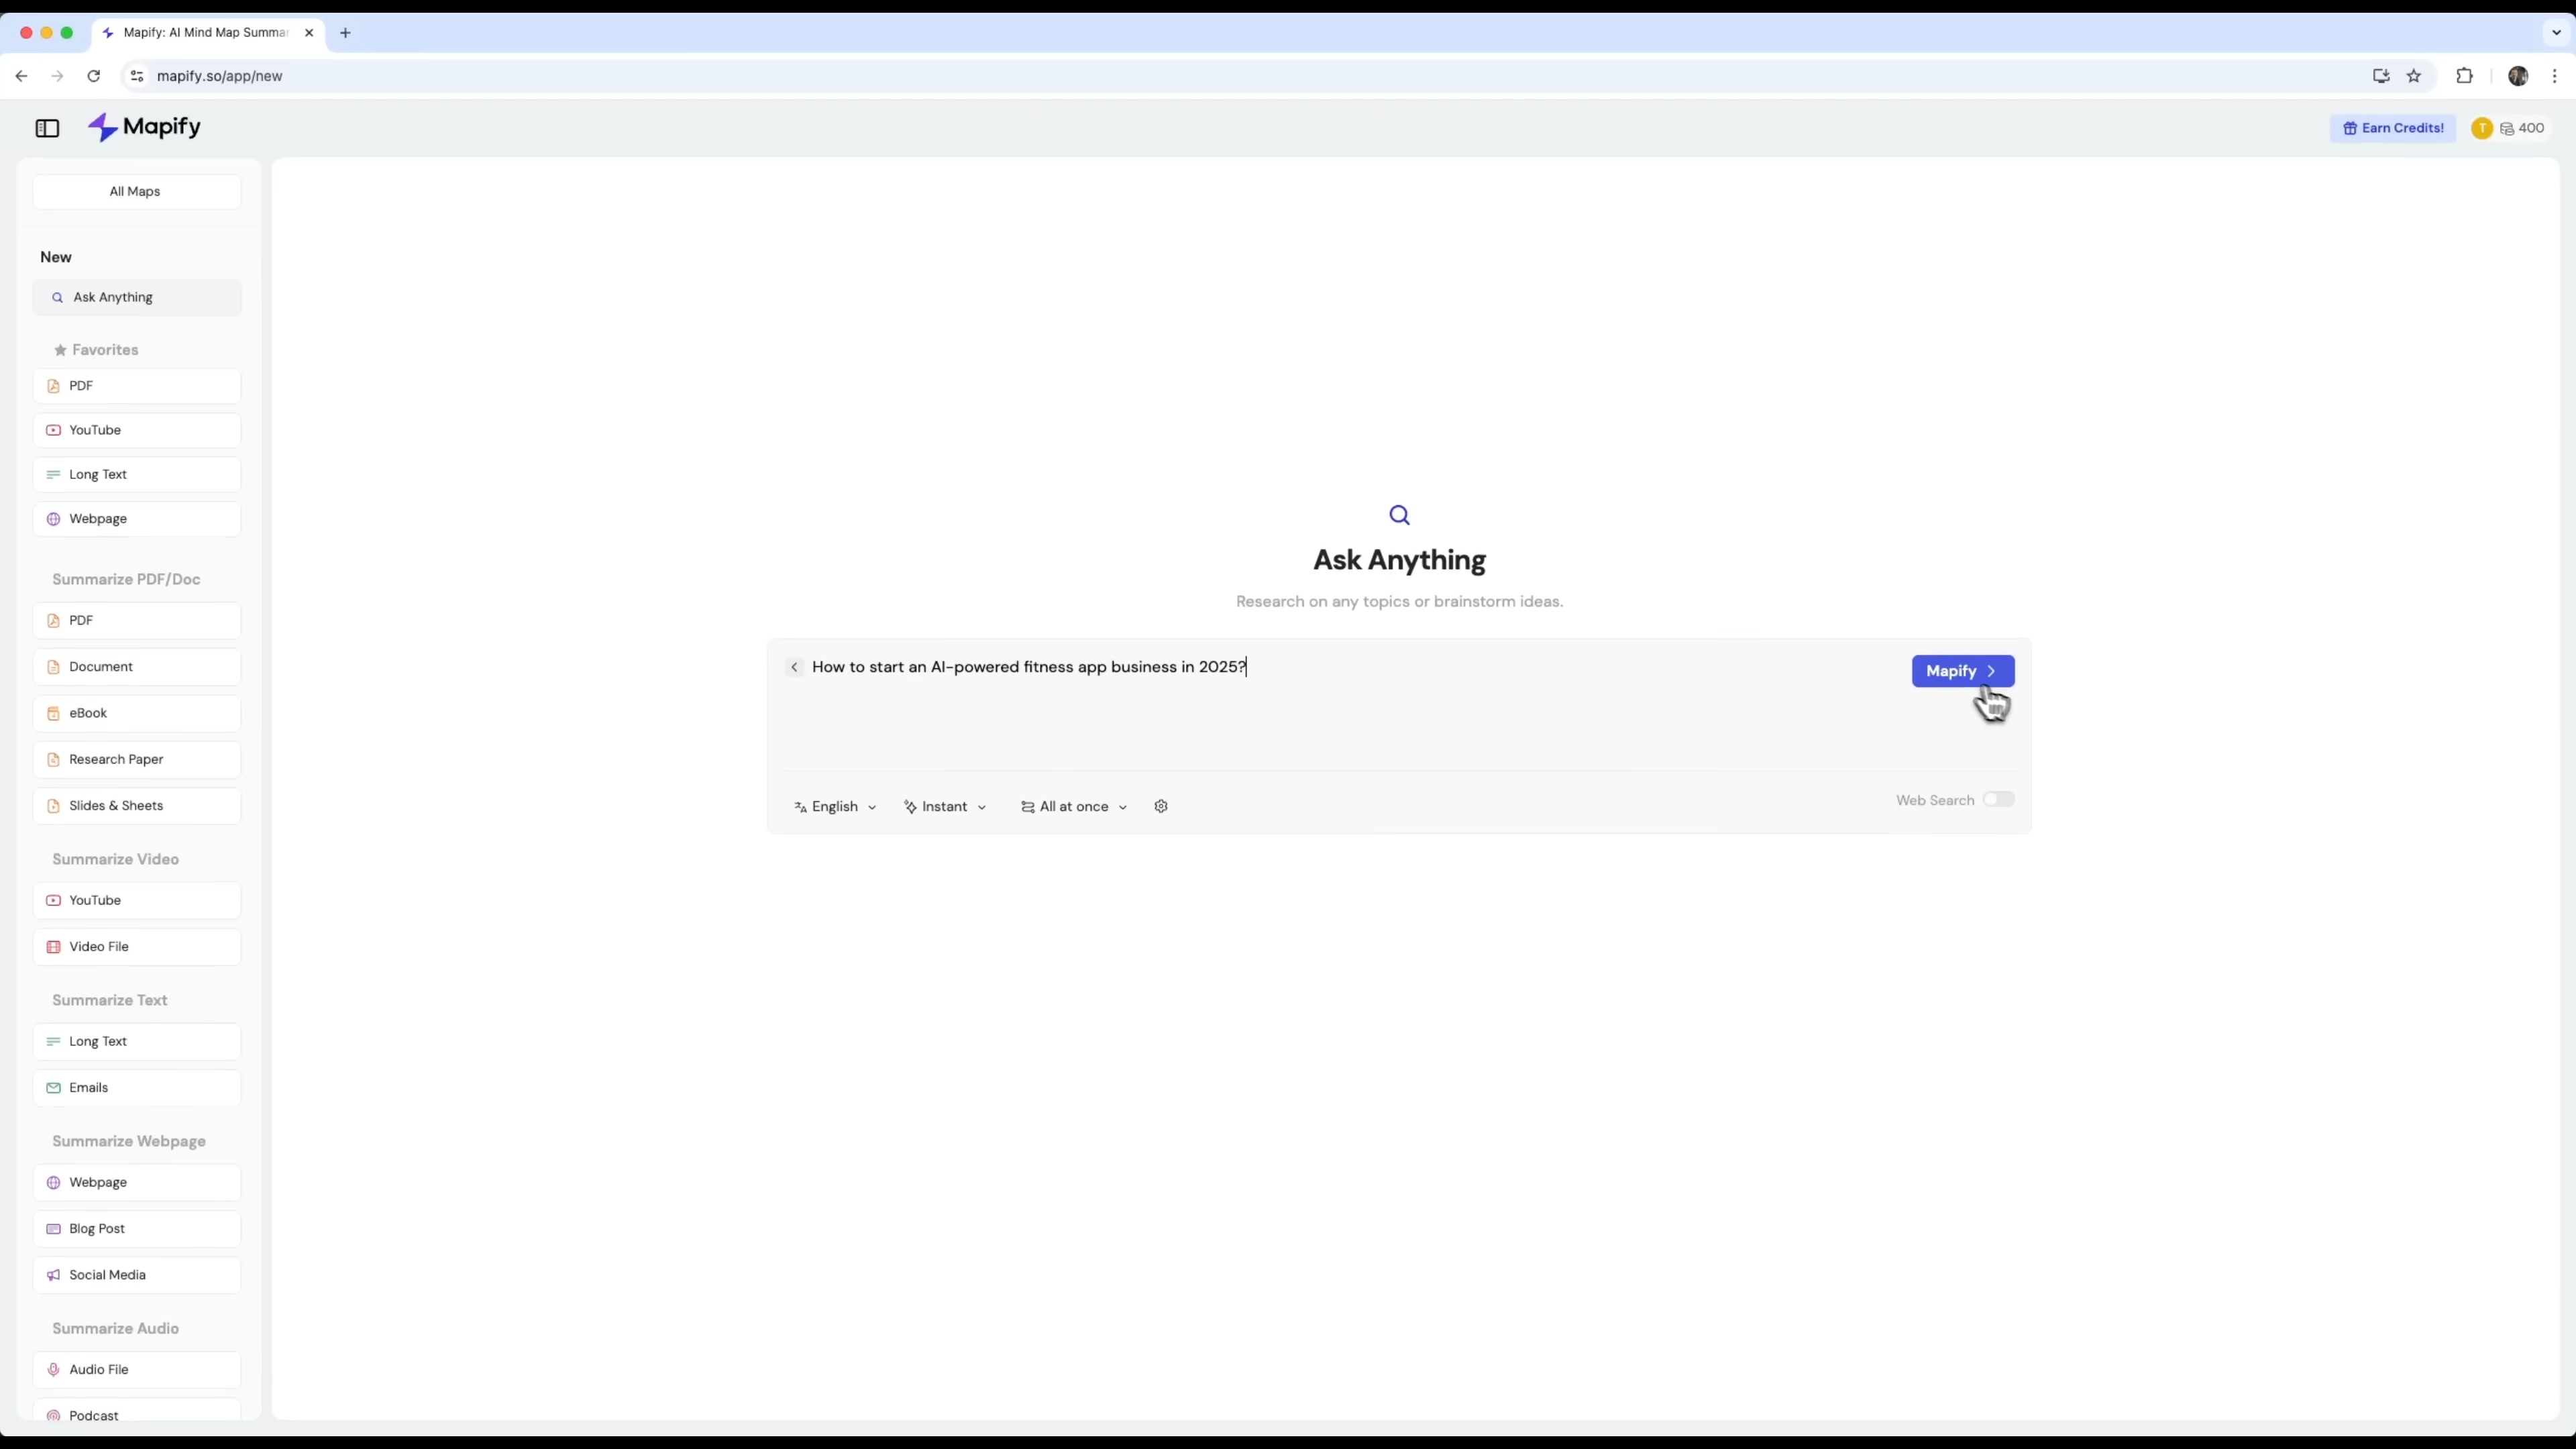 Mapify: AI Mind Map Summar
mapify.so/app/new
Mapify
Earn Credits!
T
400
All Maps
New
Ask Anything
Favorites
PDF
YouTube
Long Text
Webpage
Summarize PDF/Doc
PDF
Document
eBook
Research Paper
Slides & Sheets
Summarize Video
YouTube
Video File
Summarize Text
Long Text
Emails
Summarize Webpage
Webpage
Blog Post
Social Media
Summarize Audio
Audio File
Podcast
Ask Anything
Research on any topics or brainstorm ideas.
How to start an AI-powered fitness app business in 2025?
Mapify
English
Instant
All at once
Web Search